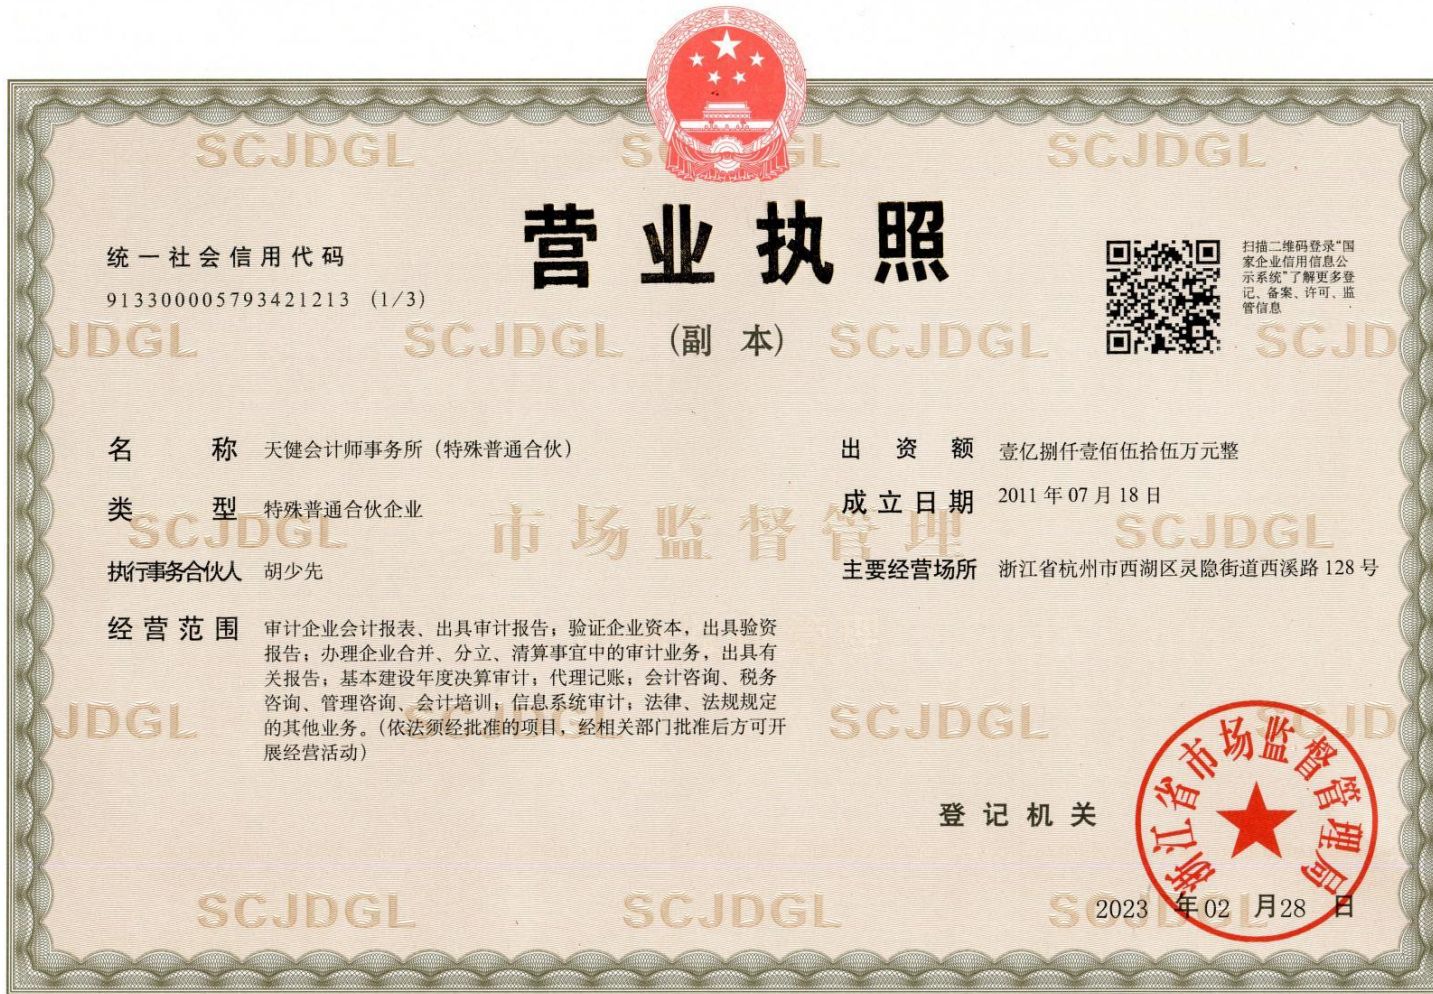 SCJDGL SCJDGL SCJDGL
营业执照
(副 本)
统一社会信用代码
913300005793421213 (1/3)
扫描二维码登录“国
家企业信用信息公
示系统”了解更多登
记、备案、许可、监
管信息
JDGL SCJDGL SCJDGL SCJD
名 称 天健会计师事务所（特殊普通合伙）
类 型 特殊普通合伙企业
执行事务合伙人 胡少先
经营范围 审计企业会计报表、出具审计报告；验证企业资本，出具验资
报告；办理企业合并、分立、清算事宜中的审计业务，出具有
关报告；基本建设年度决算审计；代理记账；会计咨询、税务
咨询、管理咨询、会计培训；信息系统审计；法律、法规规定
的其他业务。（依法须经批准的项目，经相关部门批准后方可开
展经营活动）
出 资 额 壹亿捌仟壹佰伍拾伍万元整
成立日期 2011 年 07 月 18 日
主要经营场所 浙江省杭州市西湖区灵隐街道西溪路 128 号
SCJDGL 市场监督管理 SCJDGL
JDGL SCJDGL SCJDGL SCJD
登记机关
浙江省市场监督管理局
2023 年 02 月 28 日
SCJDGL SCJDGL SCJDGL